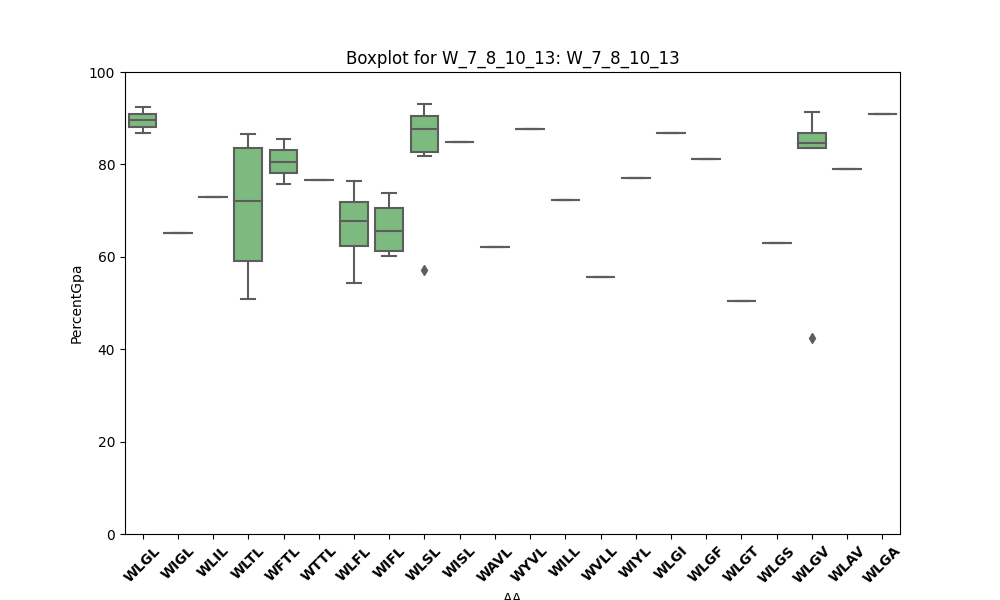 Boxplot for W_7_8_10_13: W_7_8_10_13
100
80
60
40
20
0
PercentGpa
WLGL WIGL WLIL WLTL WFTL WTTL WLFL WIFL WLSL WISL WAVL WYVL WILL WVLL WIYL WLGI WLGF WLGT WLGS WLGV WLAV WLGA
AA